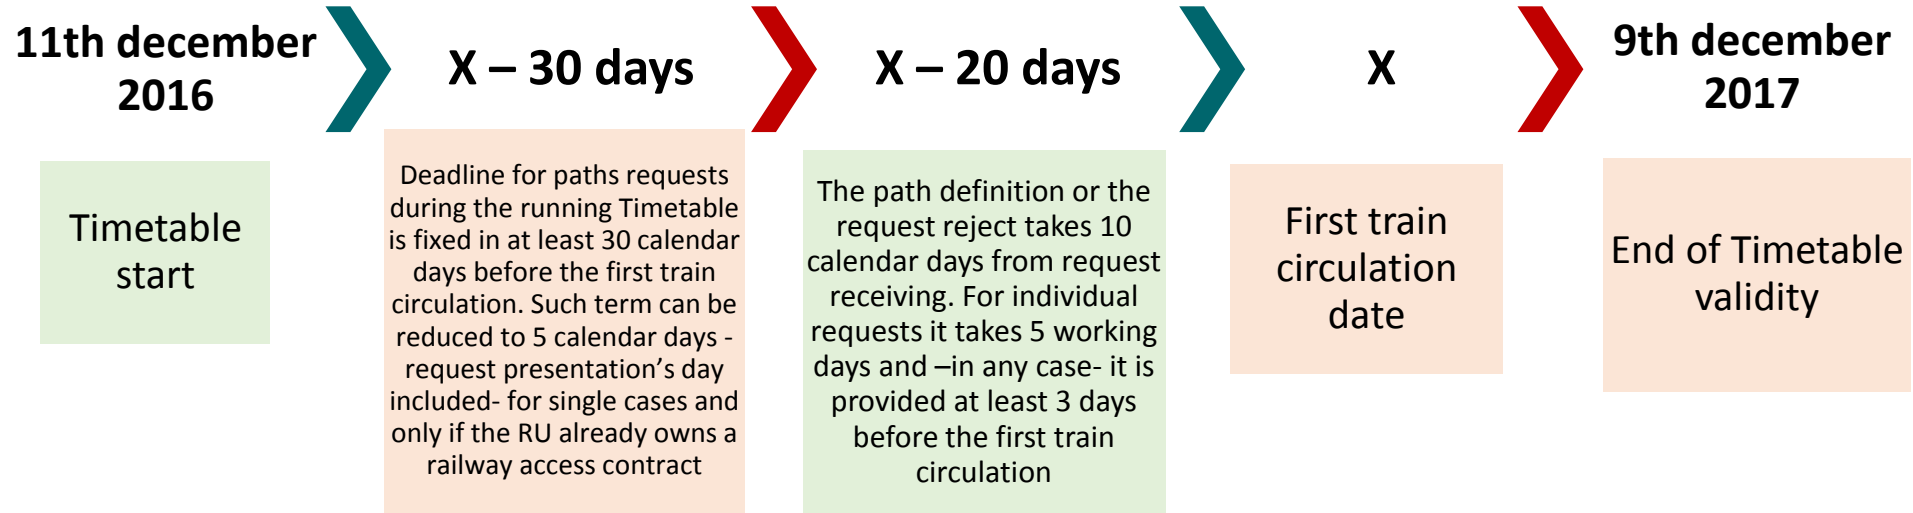 11th december
2016
X – 30 days
X – 20 days
X
9th december
2017
Timetable
start
Deadline for paths requests
during the running Timetable
is fixed in at least 30 calendar
days before the first train
circulation. Such term can be
reduced to 5 calendar days -
request presentation’s day
included- for single cases and
only if the RU already owns a
railway access contract
The path definition or the
request reject takes 10
calendar days from request
receiving. For individual
requests it takes 5 working
days and –in any case- it is
provided at least 3 days
before the first train
circulation
First train
circulation
date
End of Timetable
validity